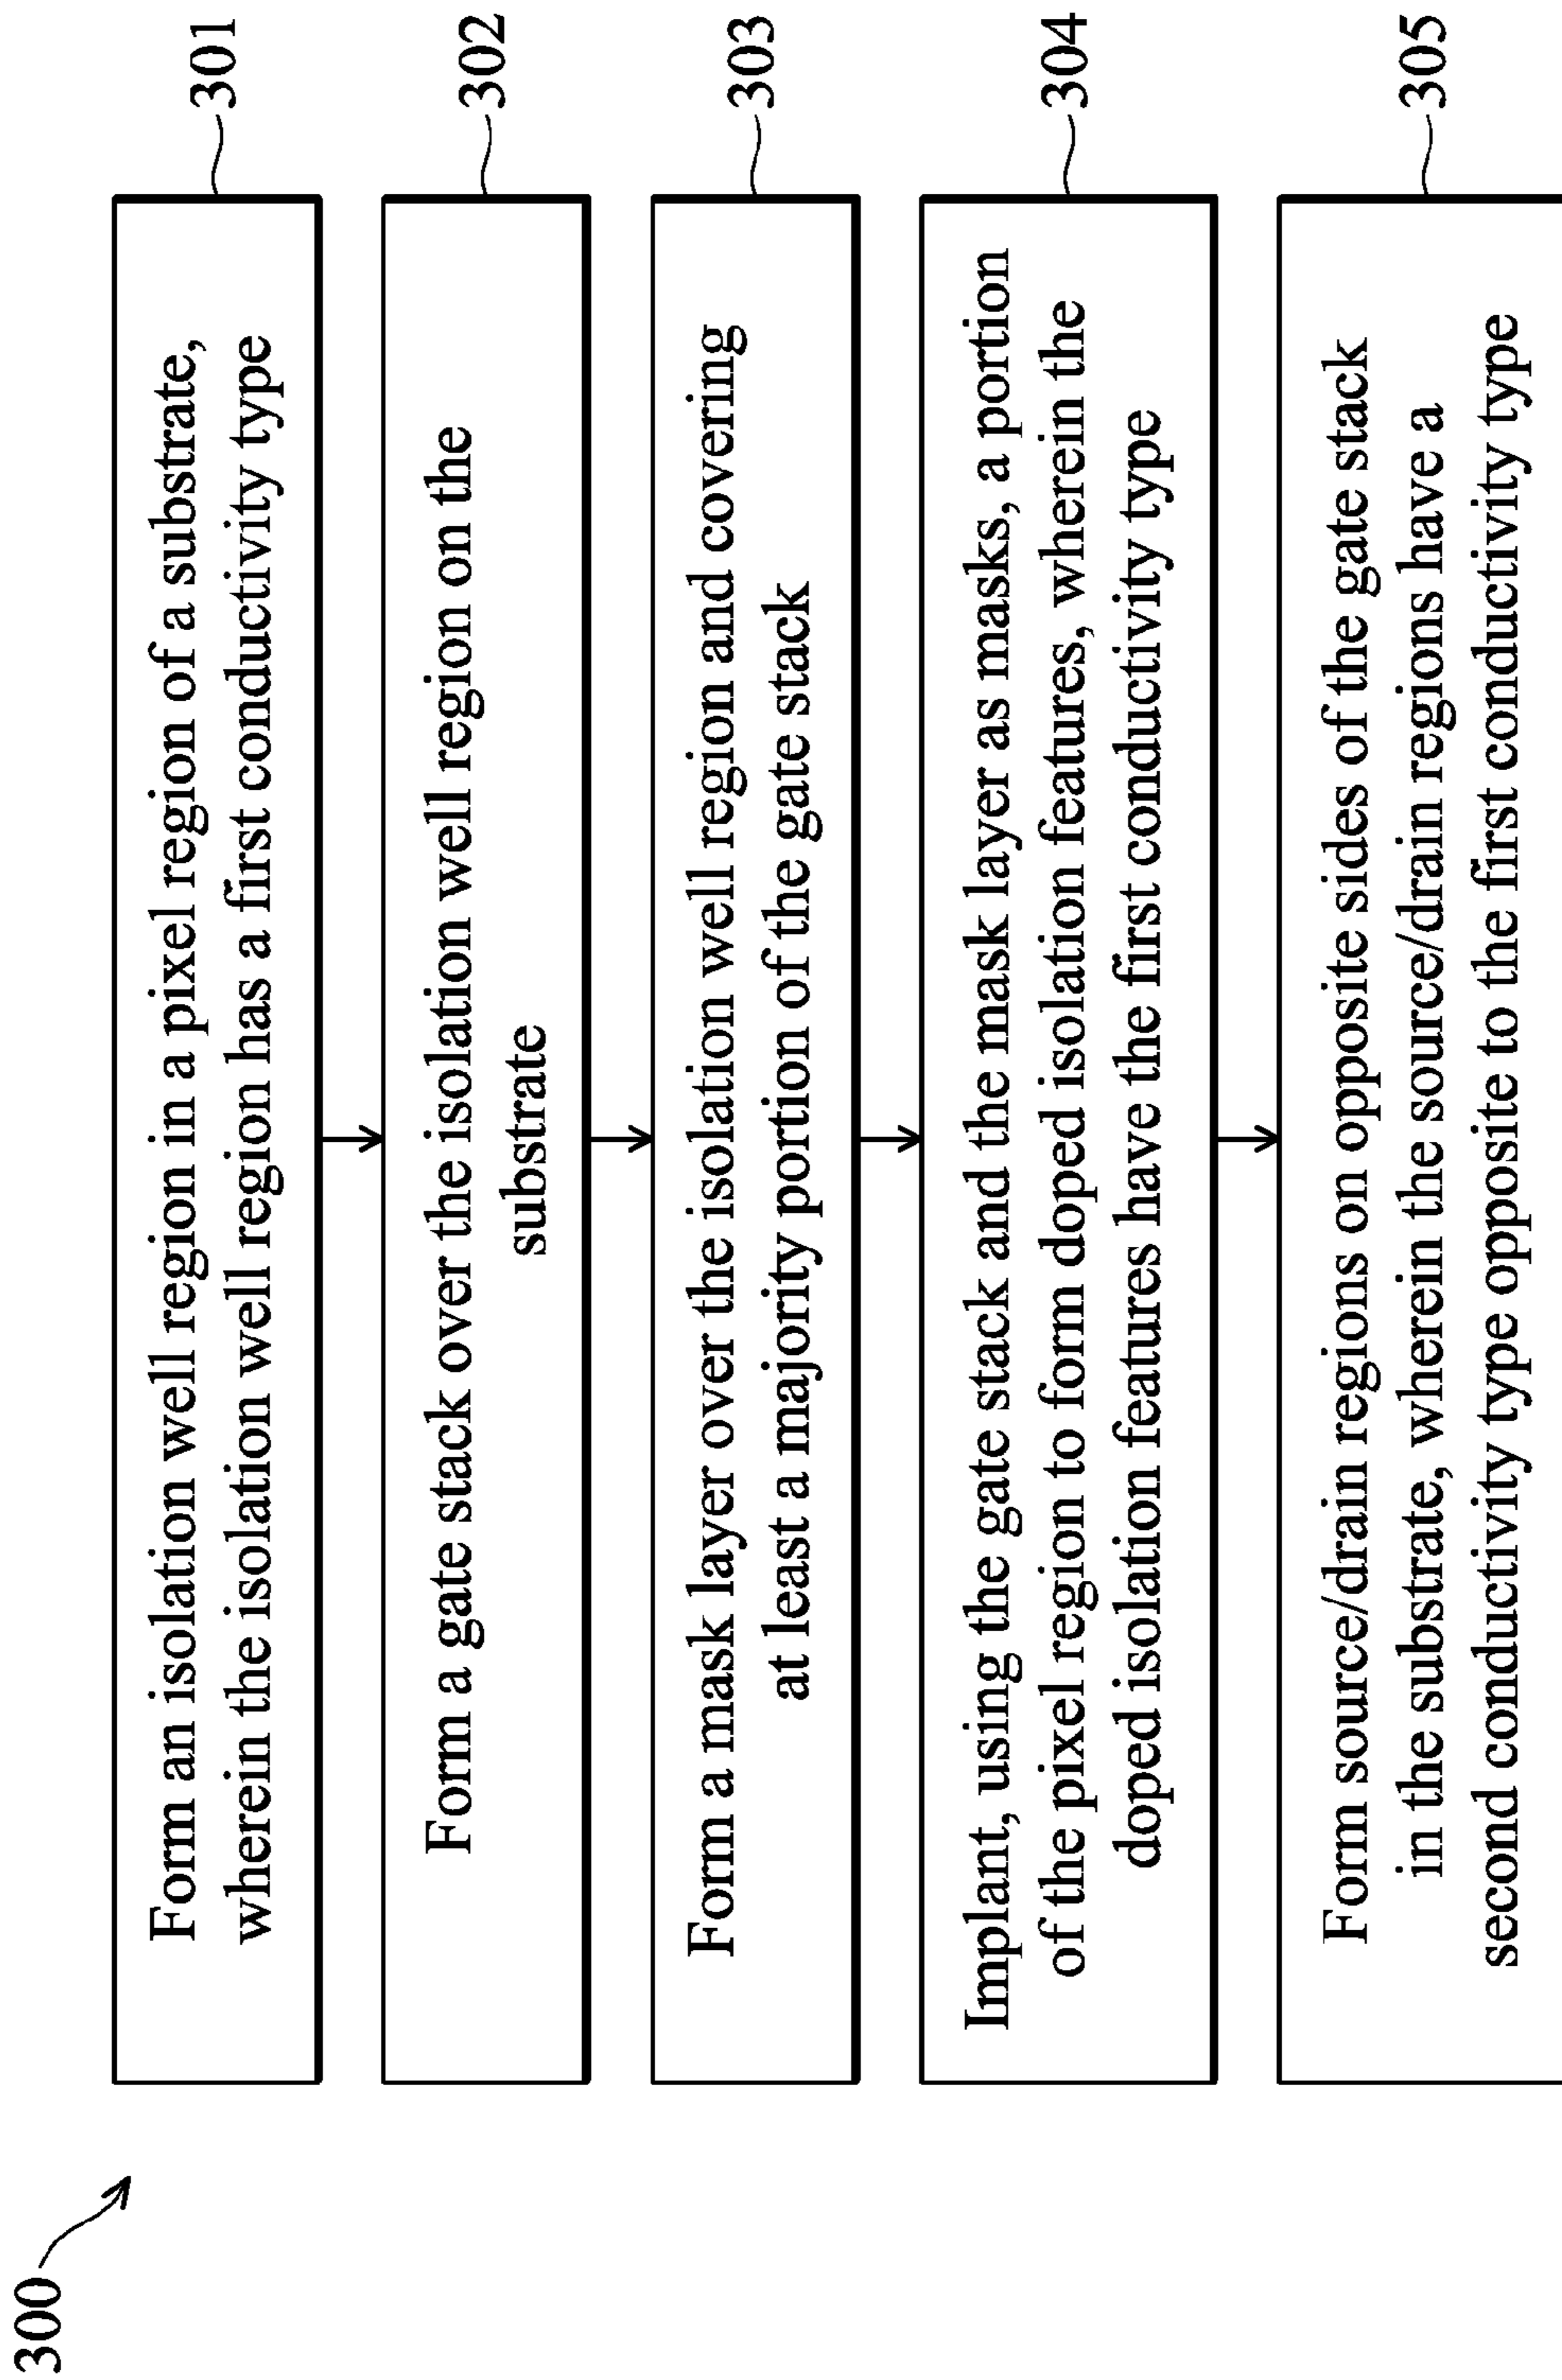 300
Form an isolation well region in a pixel region of a substrate,
wherein the isolation well region has a first conductivity type
301
Form a gate stack over the isolation well region on the
substrate
302
Form a mask layer over the isolation well region and covering
at least a majority portion of the gate stack
303
Implant, using the gate stack and the mask layer as masks, a portion
of the pixel region to form doped isolation features, wherein the
doped isolation features have the first conductivity type
304
Form source/drain regions on opposite sides of the gate stack
in the substrate, wherein the source/drain regions have a
second conductivity type opposite to the first conductivity type
305